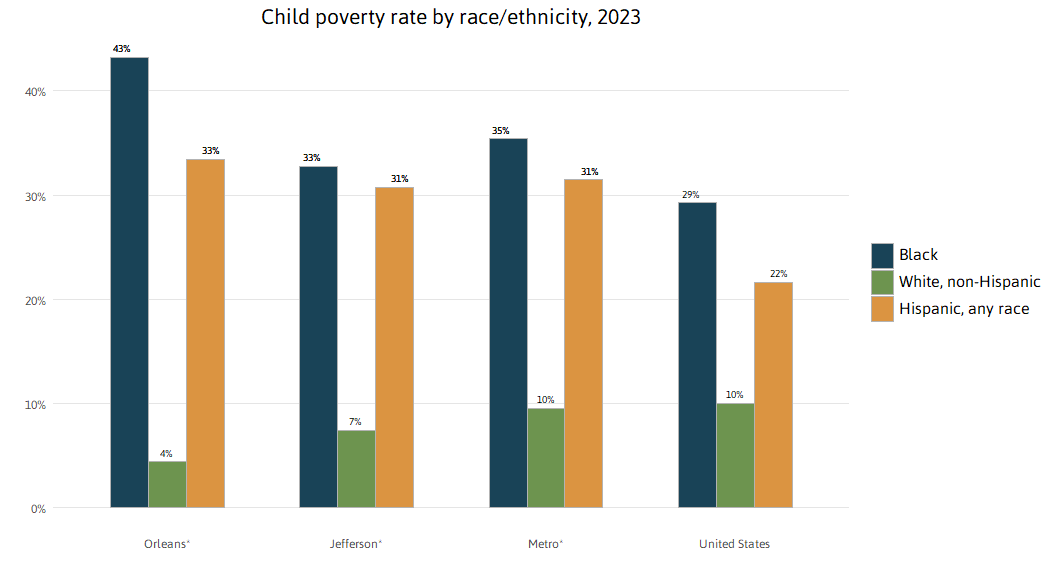 Child poverty rate by race/ethnicity, 2023
43%
40%
35%
33%
33%
31%
31%
30%
29%
Black
22%
White, non-Hispanic
20%
Hispanic, any race
10%
10%
10%
7%
4%
0%
Orleans*
Jefferson*
Metro*
United States